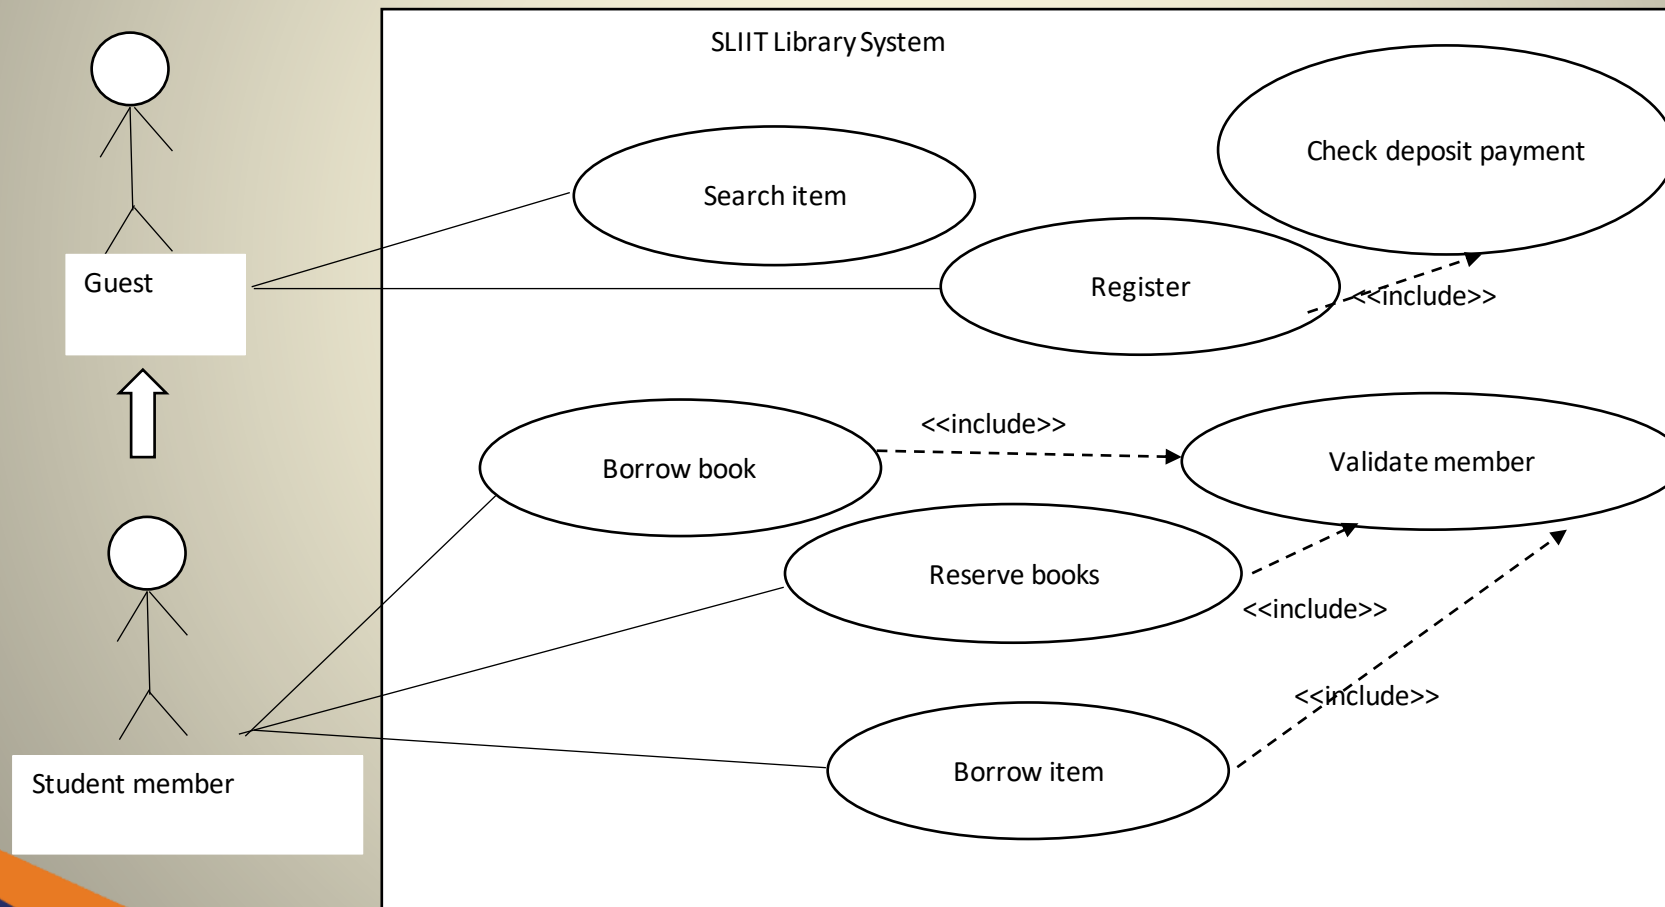 SLIIT Library System
Check deposit payment
Search item
Guest
Register
<<include>>
<<include>>
Borrow book
Validate member
Reserve books
<<include>>
<<include>>
Borrow item
Student member